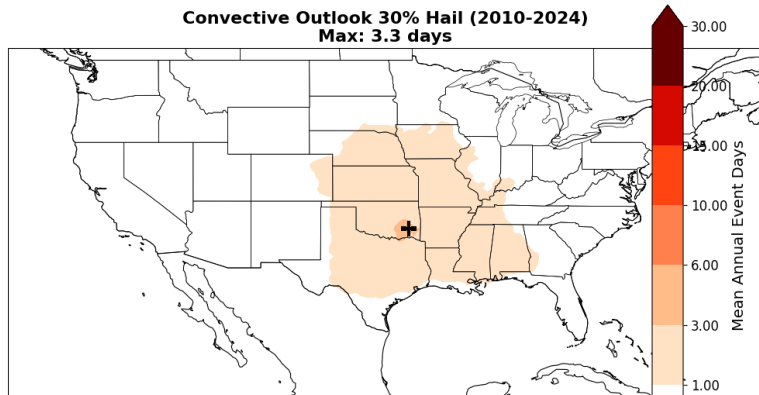 Convective Outlook 30% Hail (2010-2024)
Max: 3.3 days
30.00
20.00
15.00
10.00
6.00
3.00
1.00
Mean Annual Event Days